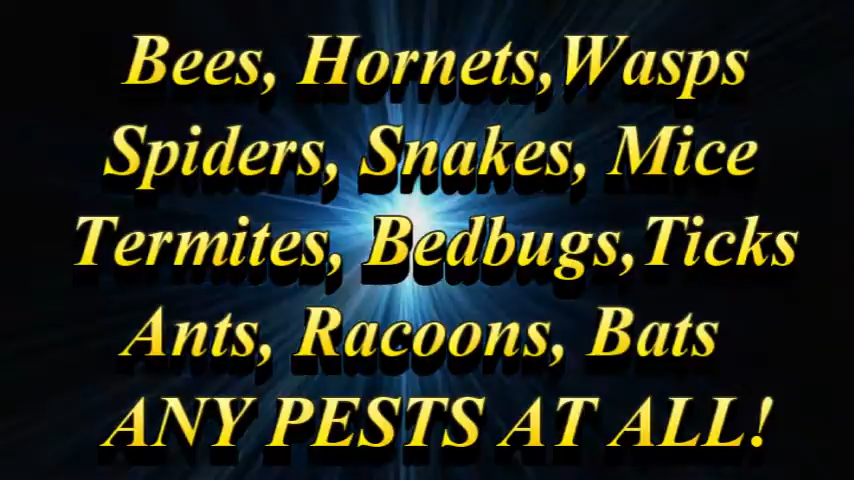 Bees, Hornets,Wasps
Spiders, Snakes, Mice
Termites, Bedbugs,Ticks
Ants, Racoons, Bats
ANY PESTS AT ALL!